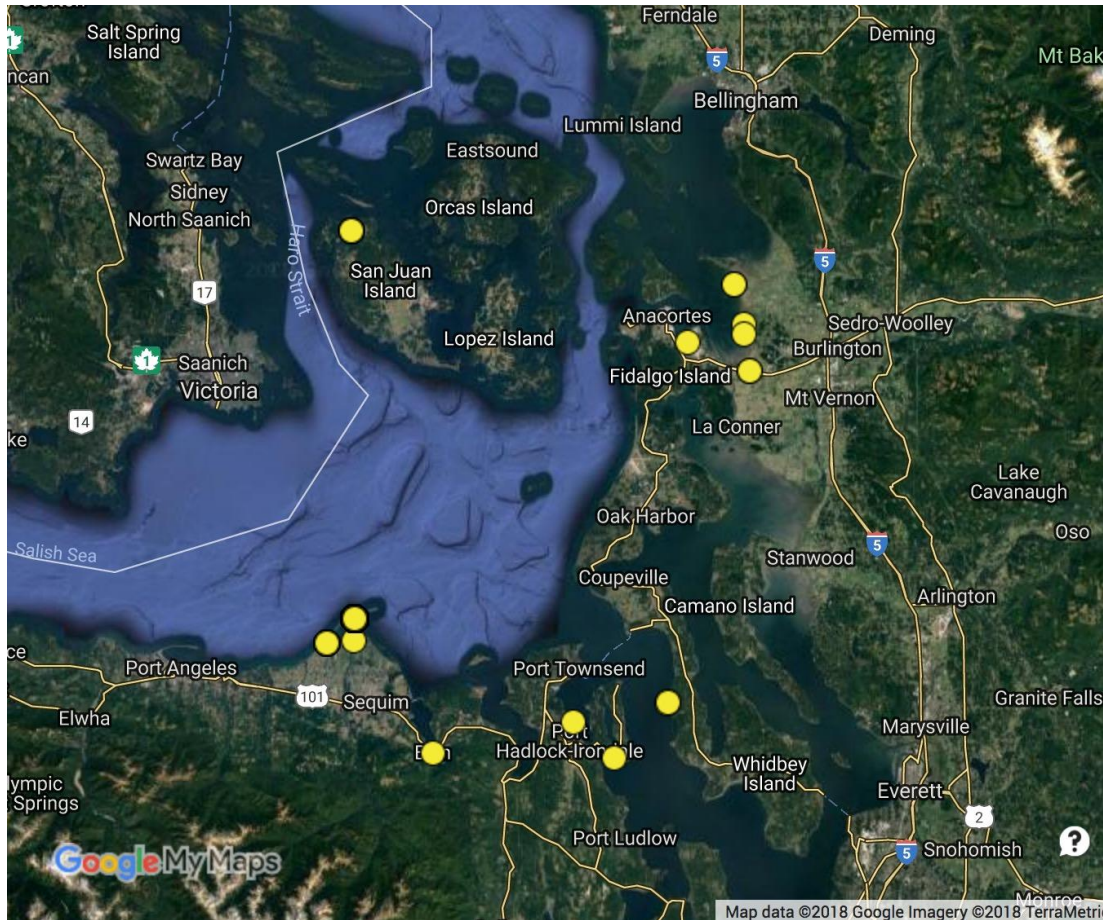 Ferndale
1
Salt Spring
Island
Deming
5
ncan
Mt Bak
Bellingham
Lummi Island
Swartz Bay
Eastsound
Sidney
North Saanich
Orcas Island
Haro Strait
5
San Juan
Island
17
Anacortes
Sedro-Woolley
Lopez Island
Burlington
1
Saanich
Fidalgo Island
Victoria
Mt Vernon
14
La Conner
ke
Lake
Cavanaugh
Oak Harbor
Oso
Salish Sea
Stanwood
5
Coupeville
Arlington
Camano Island
ce
Port Angeles
Port Townsend
101
Sequim
Granite Falls
Elwha
Marysville
Port
Hadlock-Irondale
Whidbey
Island
lympic
Springs
Everett
2
Port Ludlow
?
5
Snohomish
Google My Maps
Monroe
Map data ©2018 Google Imagery ©2018 TerraMetri